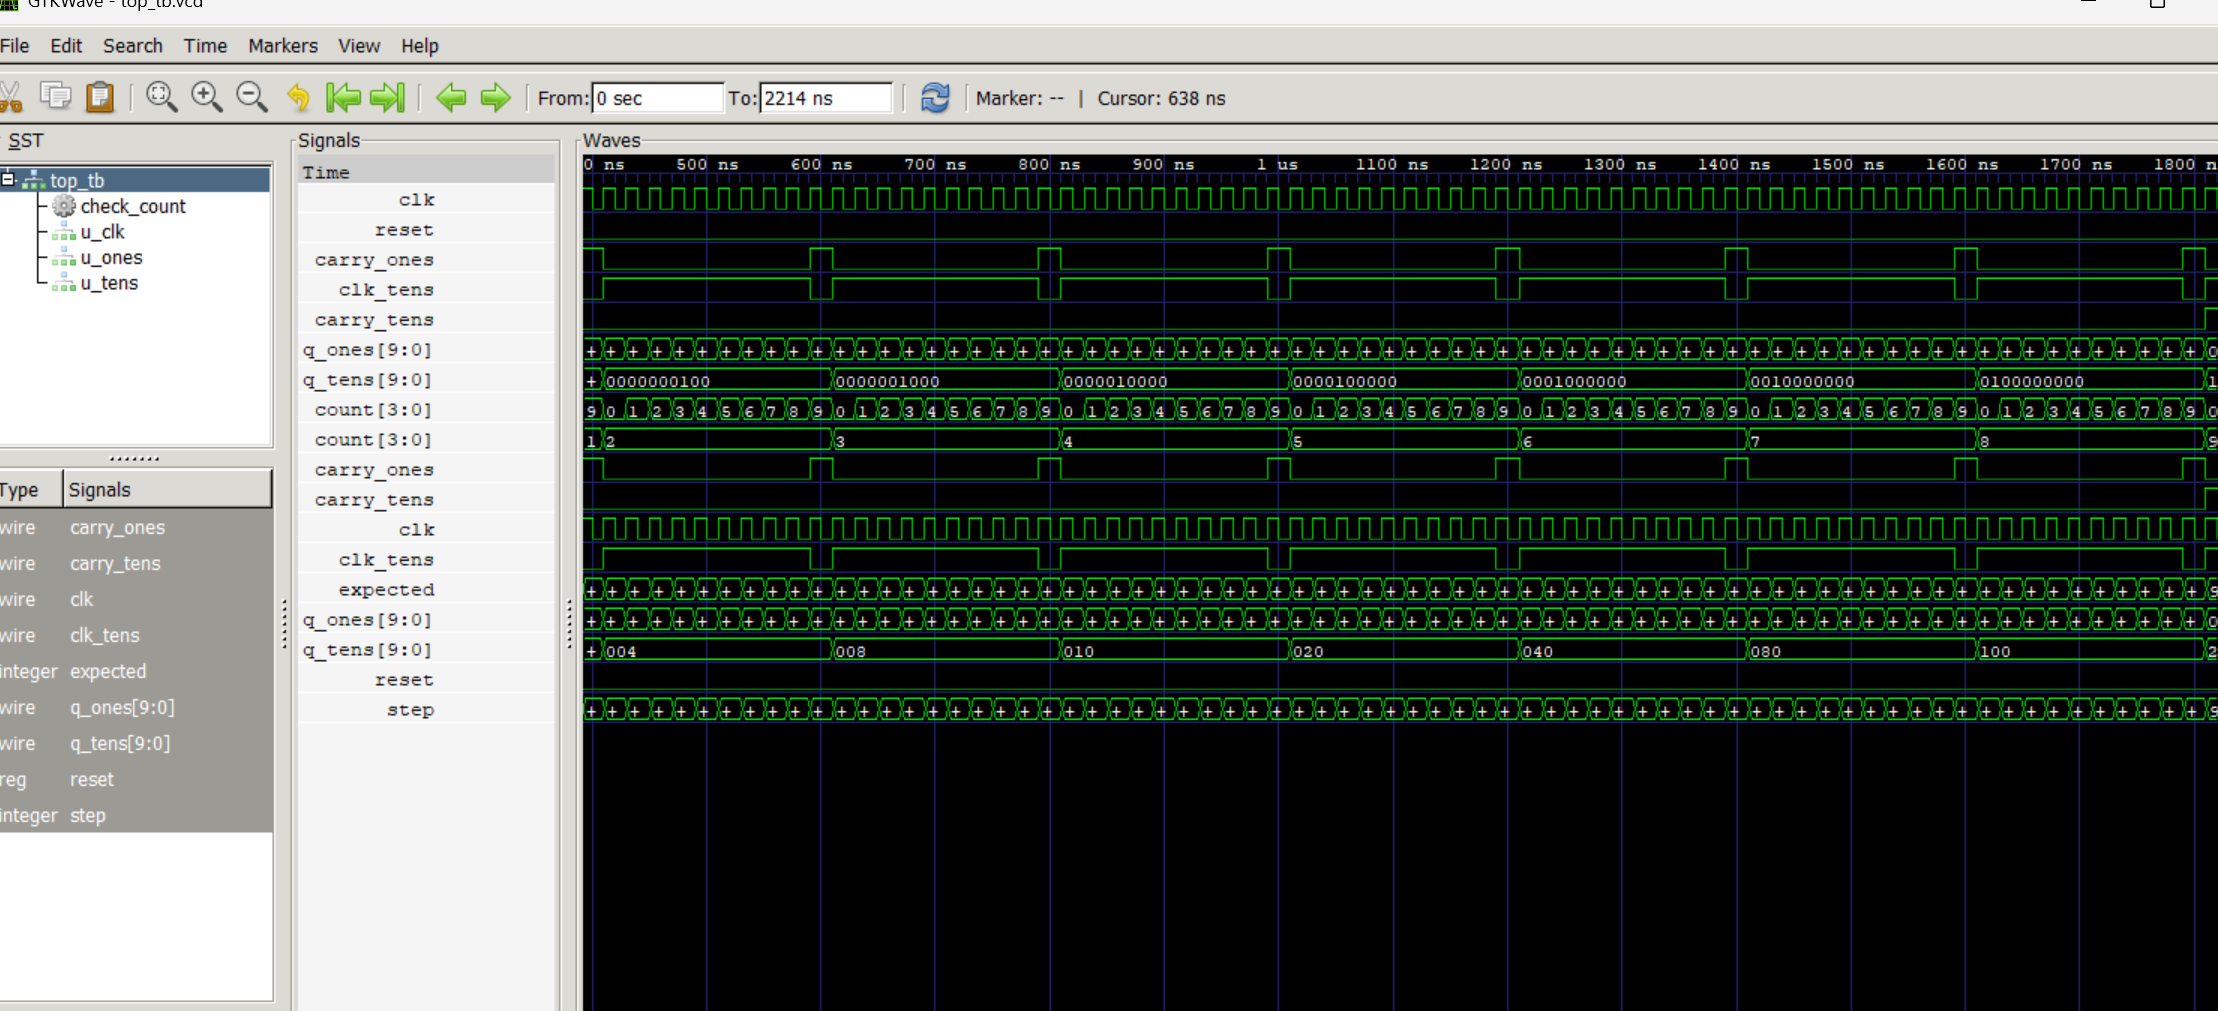 GTKWave - top_tb.vcd
File Edit Search Time Markers View Help
From: 0 sec To: 2214 ns Marker: -- | Cursor: 638 ns
SST
top_tb
check_count
u_clk
u_ones
u_tens
Type Signals
wire carry_ones
wire carry_tens
wire clk
wire clk_tens
integer expected
wire q_ones[9:0]
wire q_tens[9:0]
reg reset
integer step
Signals
Time
clk
reset
carry_ones
clk_tens
carry_tens
q_ones[9:0]
q_tens[9:0]
count[3:0]
count[3:0]
carry_ones
carry_tens
clk
clk_tens
expected
q_ones[9:0]
q_tens[9:0]
reset
step
Waves
0 ns 500 ns 600 ns 700 ns 800 ns 900 ns 1 us 1100 ns 1200 ns 1300 ns 1400 ns 1500 ns 1600 ns 1700 ns 1800 n
+ + + + + + + + + + + + + + + + + + + + + + + + + + + + + + + + + + + + + + + + + + + + + + + + + + + + + + + + + + + + + + + + + + + + + + + 0
+ 0000000100 0000001000 0000010000 0000100000 0001000000 0010000000 0100000000 1
9 0 1 2 3 4 5 6 7 8 9 0 1 2 3 4 5 6 7 8 9 0 1 2 3 4 5 6 7 8 9 0 1 2 3 4 5 6 7 8 9 0 1 2 3 4 5 6 7 8 9 0 1 2 3 4 5 6 7 8 9 0 1 2 3 4 5 6 7 8 9 0
1 2 3 4 5 6 7 8 9
+ + + + + + + + + + + + + + + + + + + + + + + + + + + + + + + + + + + + + + + + + + + + + + + + + + + + + + + + + + + + + + + + + + + + + + + 9
+ + + + + + + + + + + + + + + + + + + + + + + + + + + + + + + + + + + + + + + + + + + + + + + + + + + + + + + + + + + + + + + + + + + + + + + 0
+ 004 008 010 020 040 080 100 2
+ + + + + + + + + + + + + + + + + + + + + + + + + + + + + + + + + + + + + + + + + + + + + + + + + + + + + + + + + + + + + + + + + + + + + + + 9